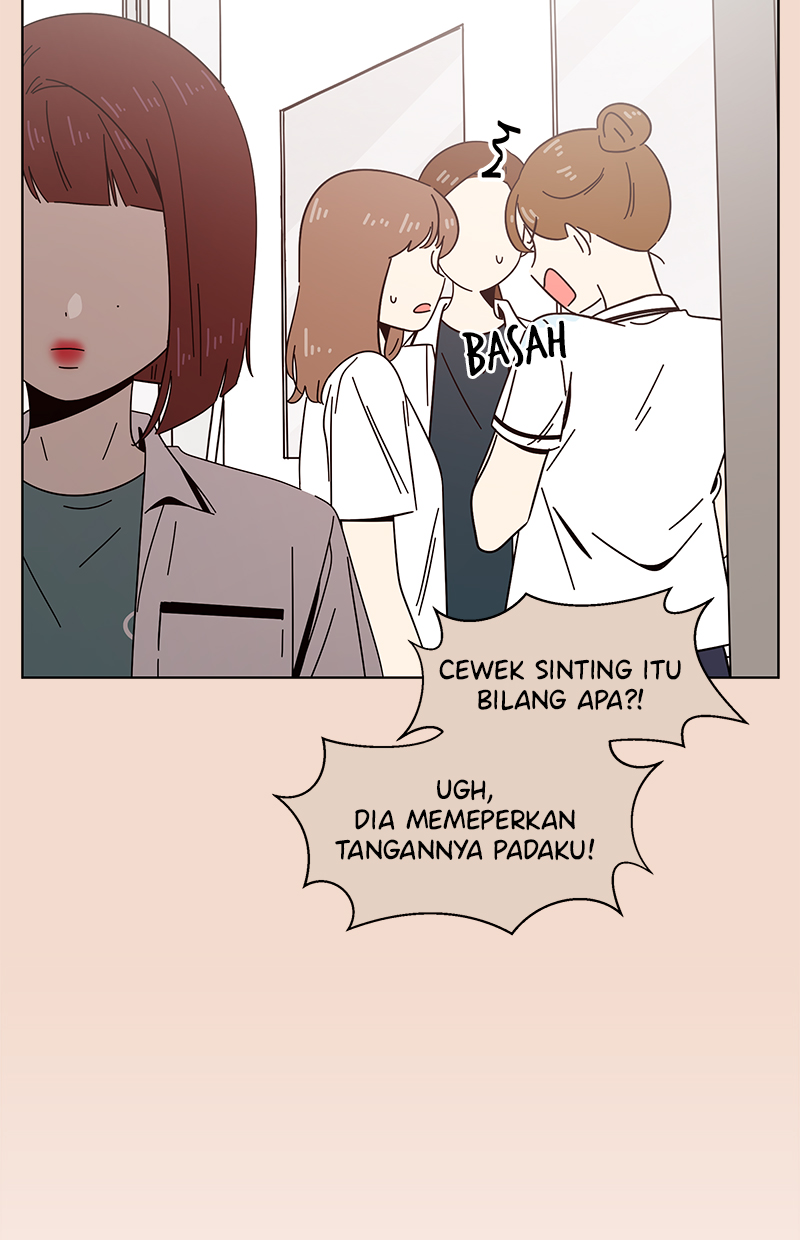 BASAH
CEWEK SINTING ITU
BILANG APA?!
UGH,
DIA MEMEPERKAN
TANGANNYA PADAKU!